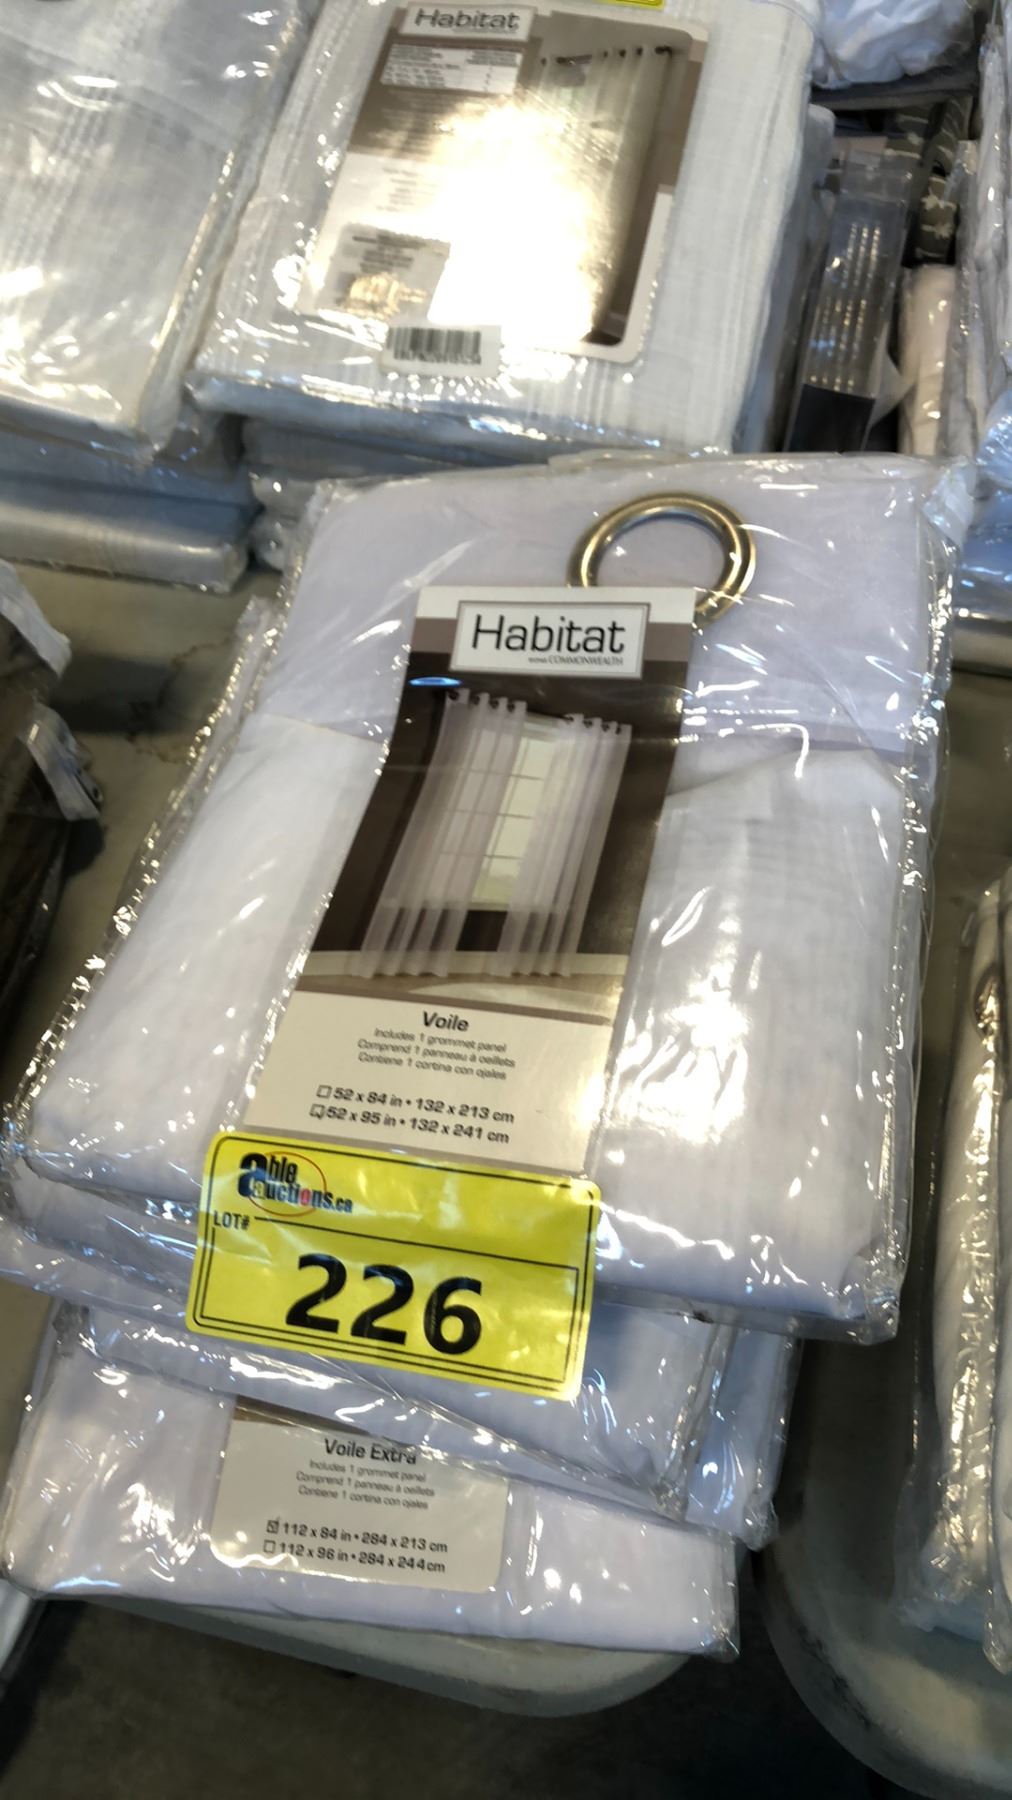 Habitat
Habitat
HOME COMMONWEALTH
Voile
Includes 1 grommet panel
Comprend 1 panneau à oeillets
Contiene 1 cortina con ojales
52 x 84 in • 132 x 213 cm
52 x 95 in • 132 x 241 cm
able
auctions.ca
LOT#
226
Voile Extra
Includes 1 grommet panel
Comprend 1 panneau à oeillets
Contiene 1 cortina con ojales
112 x 84 in • 284 x 213 cm
112 x 96 in • 284 x 244 cm